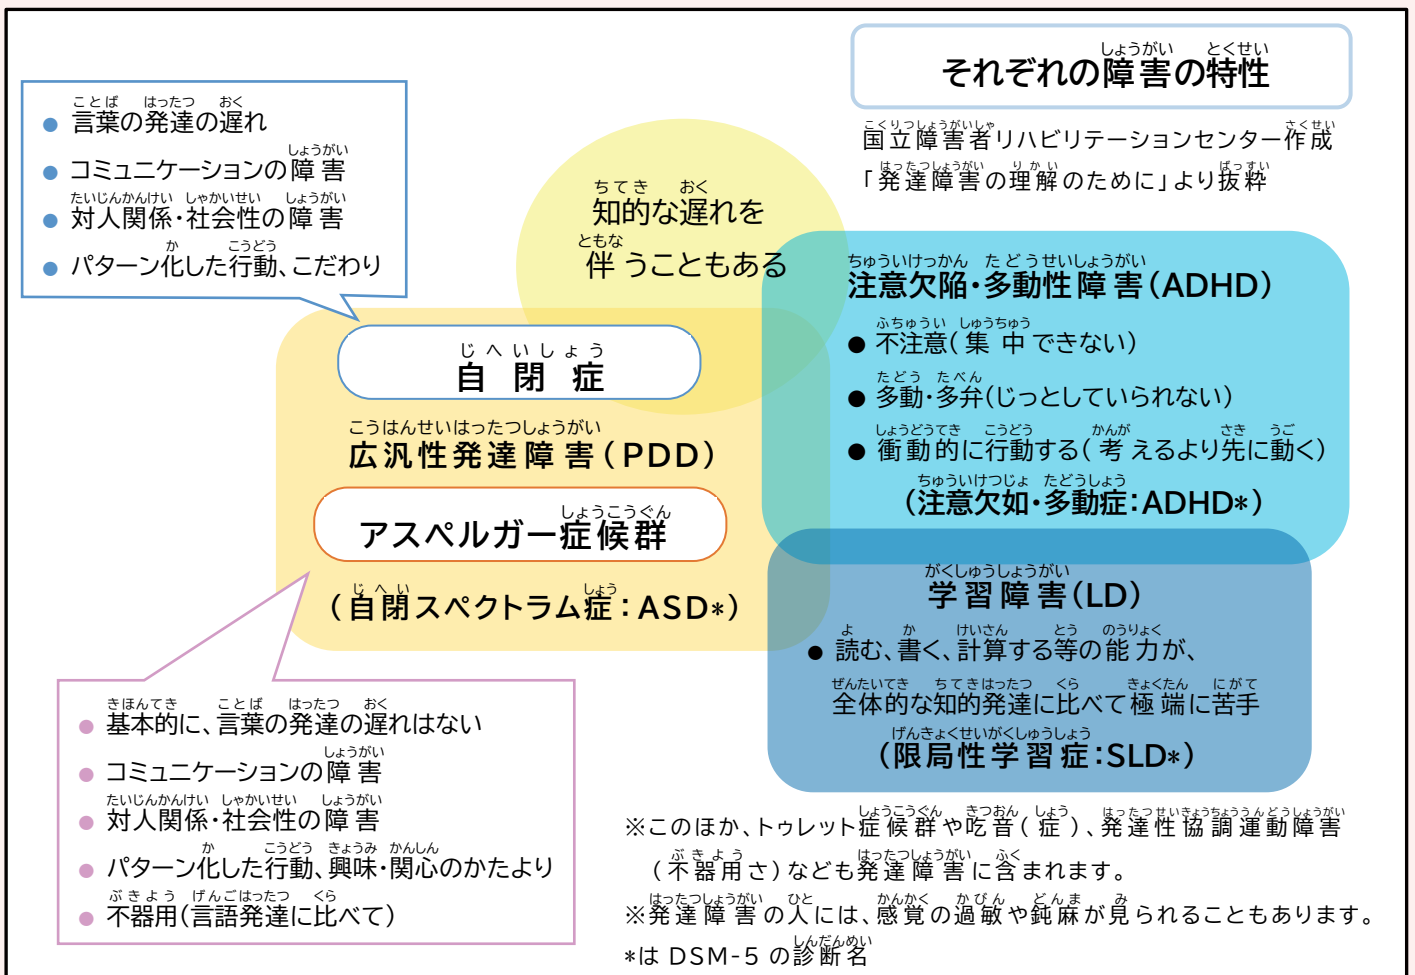 それぞれの障害の特性
国立障害者リハビリテーションセンター作成
「発達障害の理解のために」より抜粋
● 言葉の発達の遅れ
● コミュニケーションの障害
● 対人関係・社会性の障害
● パターン化した行動、こだわり
知的な遅れを
伴うこともある
自閉症
広汎性発達障害(PDD)
アスペルガー症候群
(自閉スペクトラム症:ASD*)
注意欠陥・多動性障害(ADHD)
● 不注意(集中できない)
● 多動・多弁(じっとしていられない)
● 衝動的に行動する(考えるより先に動く)
(注意欠如・多動症:ADHD*)
学習障害(LD)
● 読む、書く、計算する等の能力が、
全体的な知的発達に比べて極端に苦手
(限局性学習症:SLD*)
● 基本的に、言葉の発達の遅れはない
● コミュニケーションの障害
● 対人関係・社会性の障害
● パターン化した行動、興味・関心のかたより
● 不器用(言語発達に比べて)
※このほか、トゥレット症候群や吃音(症)、発達性協調運動障害
(不器用さ)なども発達障害に含まれます。
※発達障害の人には、感覚の過敏や鈍麻が見られることもあります。
*は DSM-5 の診断名